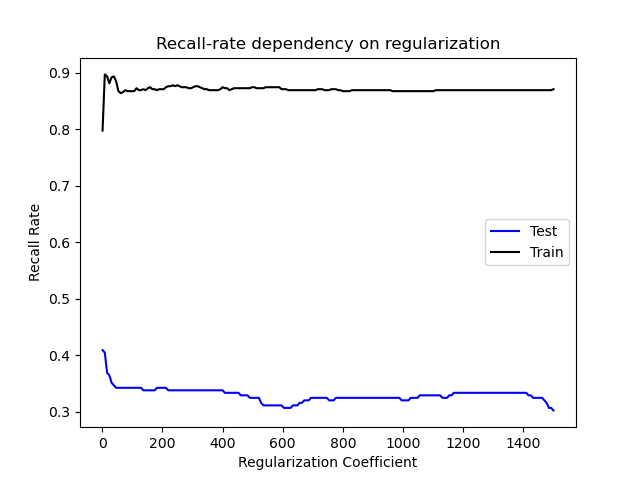 Recall-rate dependency on regularization
0.9
0.8
0.7
0.6
0.5
0.4
0.3
Recall Rate
Test
Train
0 200 400 600 800 1000 1200 1400
Regularization Coefficient